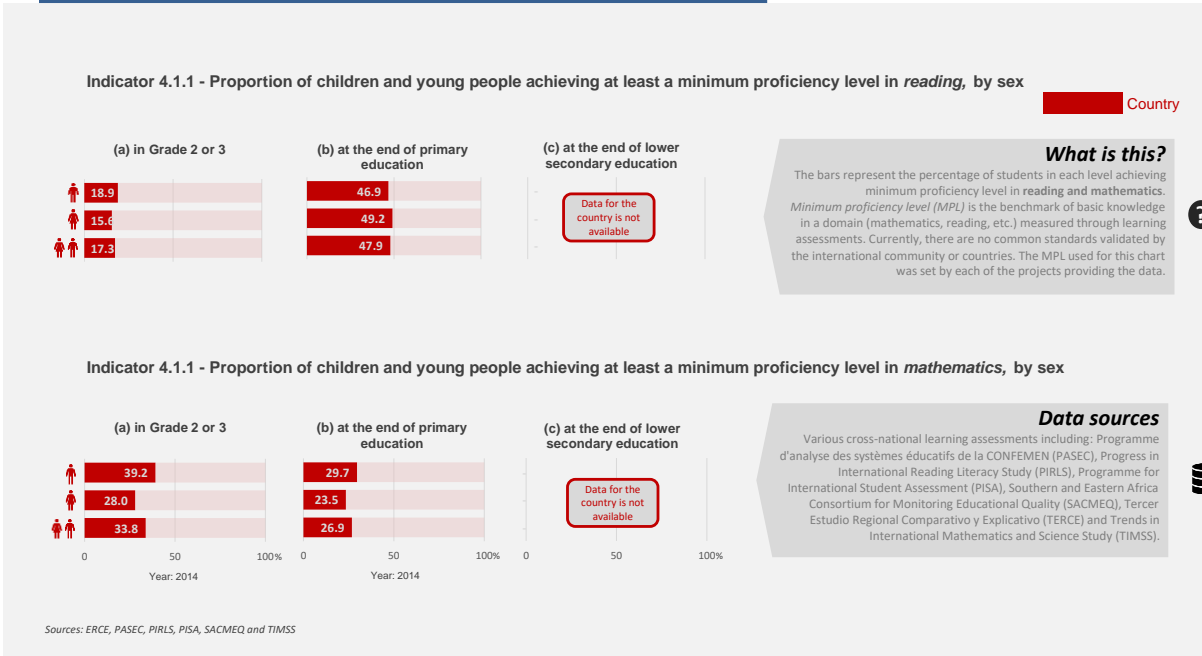 Indicator 4.1.1 - Proportion of children and young people achieving at least a minimum proficiency level in reading, by sex
Country
(a) in Grade 2 or 3
18.9
15.6
17.3
(b) at the end of primary
education
46.9
49.2
47.9
(c) at the end of lower
secondary education
Data for the
country is not
available
What is this?
The bars represent the percentage of students in each level achieving
minimum proficiency level in reading and mathematics.
Minimum proficiency level (MPL) is the benchmark of basic knowledge
in a domain (mathematics, reading, etc.) measured through learning
assessments. Currently, there are no common standards validated by
the international community or countries. The MPL used for this chart
was set by each of the projects providing the data.
?
Indicator 4.1.1 - Proportion of children and young people achieving at least a minimum proficiency level in mathematics, by sex
(a) in Grade 2 or 3
39.2
28.0
33.8
0 50 100%
Year: 2014
(b) at the end of primary
education
29.7
23.5
26.9
0 50 100%
Year: 2014
(c) at the end of lower
secondary education
Data for the
country is not
available
0 50 100%
Data sources
Various cross-national learning assessments including: Programme
d'analyse des systèmes éducatifs de la CONFEMEN (PASEC), Progress in
International Reading Literacy Study (PIRLS), Programme for
International Student Assessment (PISA), Southern and Eastern Africa
Consortium for Monitoring Educational Quality (SACMEQ), Tercer
Estudio Regional Comparativo y Explicativo (TERCE) and Trends in
International Mathematics and Science Study (TIMSS).
Sources: ERCE, PASEC, PIRLS, PISA, SACMEQ and TIMSS